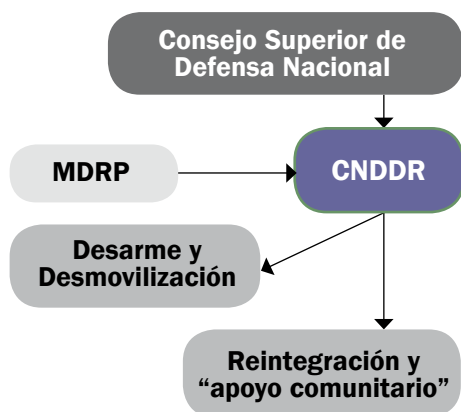 Consejo Superior de
Defensa Nacional
MDRP
CNDDR
Desarme y
Desmovilización
Reintegración y
“apoyo comunitario”